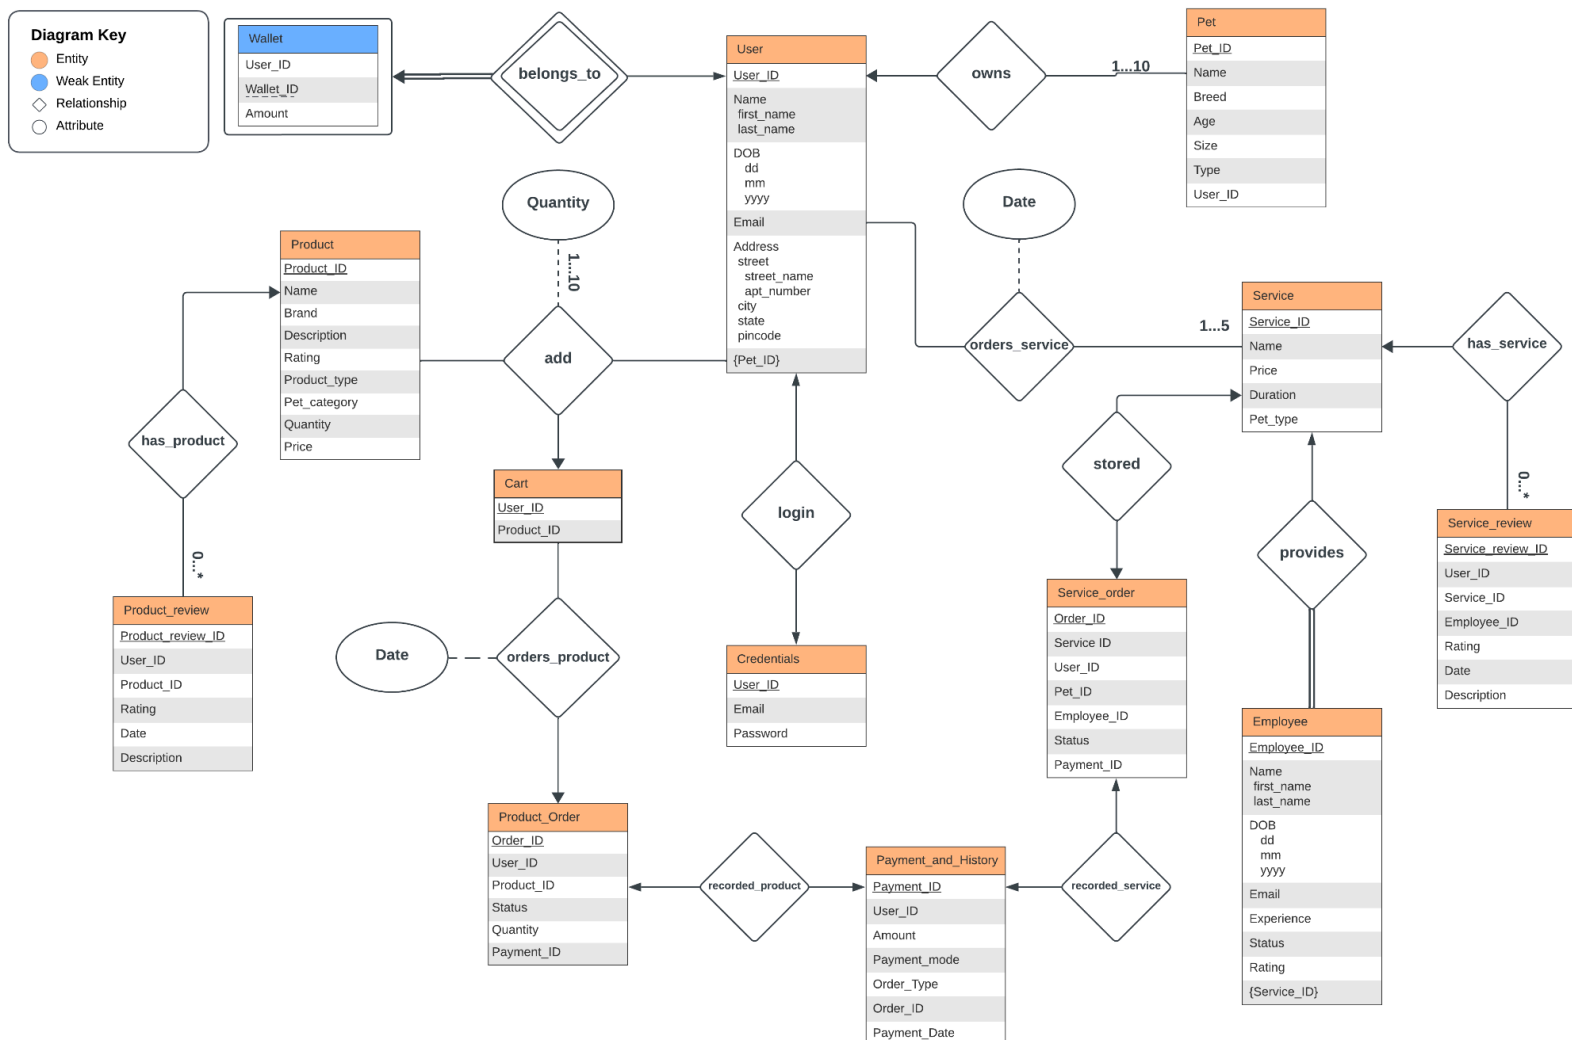 Diagram Key
Entity
Weak Entity
Relationship
Attribute
Wallet
User_ID
Wallet_ID
Amount
belongs_to
User
User_ID
Name
first_name
last_name
DOB
dd
mm
yyyy
Email
Address
street
street_name
apt_number
city
state
pincode
{Pet_ID}
owns
1...10
Pet
Pet_ID
Name
Breed
Age
Size
Type
User_ID
Quantity
1...10
Date
Product
Product_ID
Name
Brand
Description
Rating
Product_type
Pet_category
Quantity
Price
add
orders_service
1...5
Service
Service_ID
Name
Price
Duration
Pet_type
has_service
0...*
has_product
0...*
Cart
User_ID
Product_ID
login
stored
provides
Service_review
Service_review_ID
User_ID
Service_ID
Employee_ID
Rating
Date
Description
Product_review
Product_review_ID
User_ID
Product_ID
Rating
Date
Description
Date
orders_product
Credentials
User_ID
Email
Password
Service_order
Order_ID
Service ID
User_ID
Pet_ID
Employee_ID
Status
Payment_ID
Employee
Employee_ID
Name
first_name
last_name
DOB
dd
mm
yyyy
Email
Experience
Status
Rating
{Service_ID}
Product_Order
Order_ID
User_ID
Product_ID
Status
Quantity
Payment_ID
recorded_product
Payment_and_History
Payment_ID
User_ID
Amount
Payment_mode
Order_Type
Order_ID
Payment_Date
recorded_service